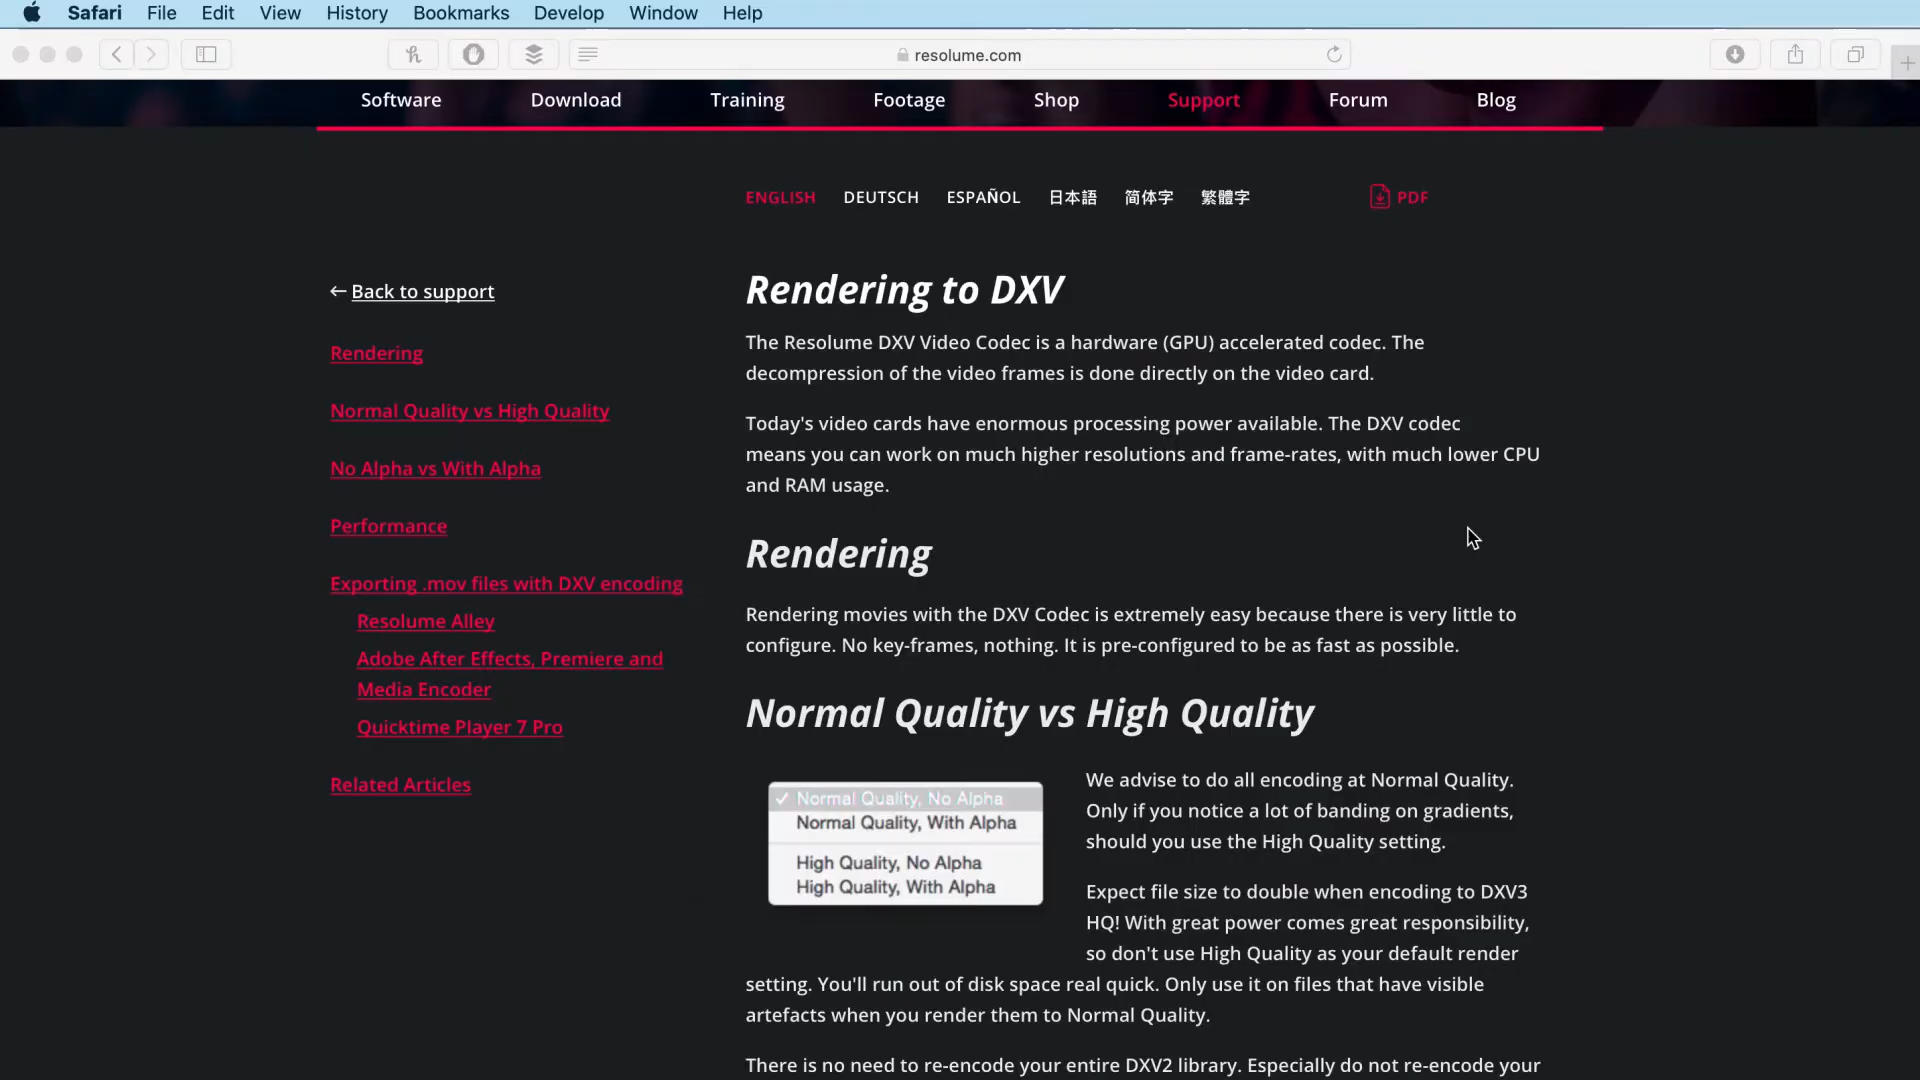 Safari File Edit View History Bookmarks Develop Window Help
resolume.com
Software Download Training Footage Shop Support Forum Blog
ENGLISH DEUTSCH ESPAÑOL 日本語 简体字 繁體字 PDF
← Back to support
Rendering
Normal Quality vs High Quality
No Alpha vs With Alpha
Performance
Exporting .mov files with DXV encoding
Resolume Alley
Adobe After Effects, Premiere and
Media Encoder
Quicktime Player 7 Pro
Related Articles
Rendering to DXV
The Resolume DXV Video Codec is a hardware (GPU) accelerated codec. The
decompression of the video frames is done directly on the video card.
Today's video cards have enormous processing power available. The DXV codec
means you can work on much higher resolutions and frame-rates, with much lower CPU
and RAM usage.
Rendering
Rendering movies with the DXV Codec is extremely easy because there is very little to
configure. No key-frames, nothing. It is pre-configured to be as fast as possible.
Normal Quality vs High Quality
✓ Normal Quality, No Alpha
Normal Quality, With Alpha
High Quality, No Alpha
High Quality, With Alpha
We advise to do all encoding at Normal Quality.
Only if you notice a lot of banding on gradients,
should you use the High Quality setting.
Expect file size to double when encoding to DXV3
HQ! With great power comes great responsibility,
so don't use High Quality as your default render
setting. You'll run out of disk space real quick. Only use it on files that have visible
artefacts when you render them to Normal Quality.
There is no need to re-encode your entire DXV2 library. Especially do not re-encode your